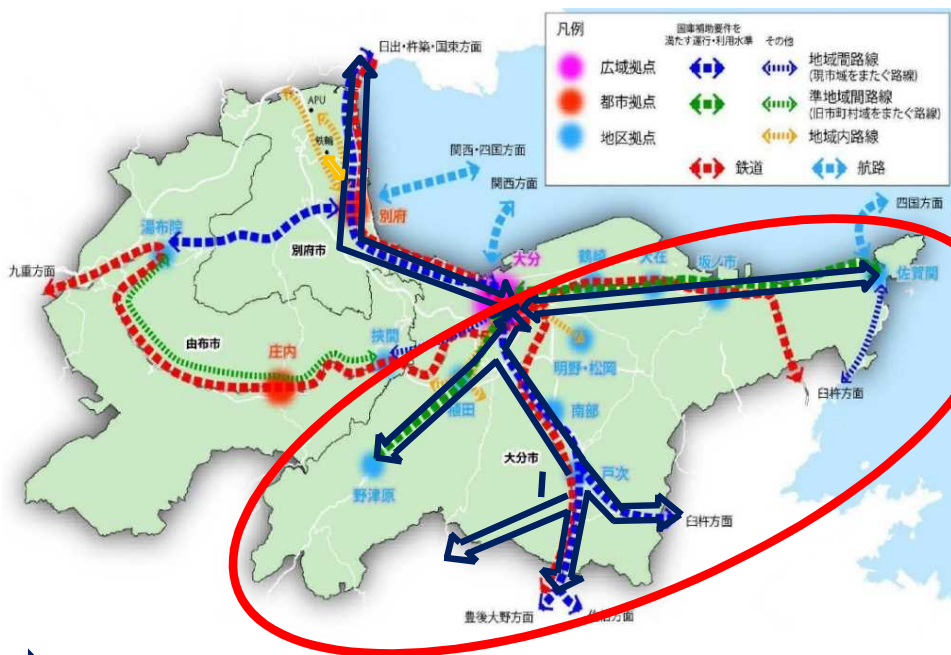 日出・杵築・国東方面
凡例
国庫補助要件を
満たす運行・利用水準
その他
広域拠点
地域間路線
(現市域をまたぐ路線)
都市拠点
準地域間路線
(旧市町村域をまたぐ路線)
地区拠点
地域内路線
鉄道
航路
APU
鉄輪
関西・四国方面
関西方面
四国方面
別府
湯布院
別府市
大分
鶴崎
大在
坂ノ市
佐賀関
九重方面
由布市
挾間
庄内
明野・松岡
臼杵方面
稙田
南部
大分市
戸次
野津原
臼杵方面
豊後大野方面
佐伯方面